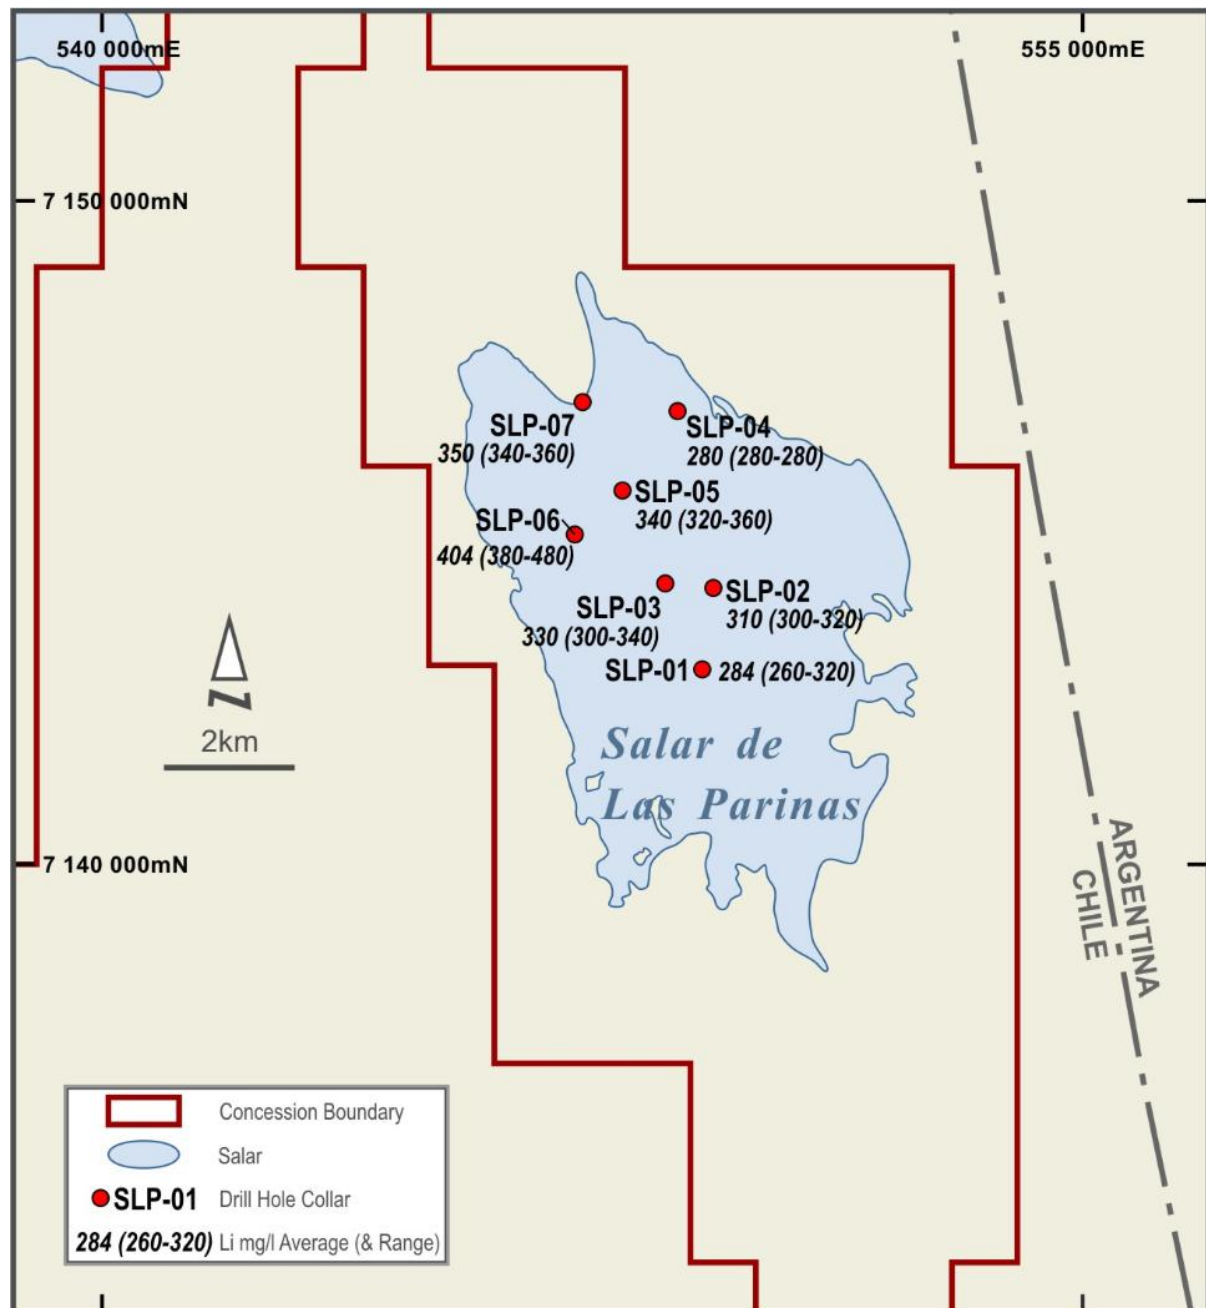 540 000mE
555 000mE
7 150 000mN
SLP-07
350 (340-360)
SLP-04
280 (280-280)
SLP-05
340 (320-360)
SLP-06
404 (380-480)
SLP-03
330 (300-340)
SLP-02
310 (300-320)
SLP-01
284 (260-320)
N
2km
Salar de
Las Parinas
7 140 000mN
ARGENTINA
CHILE
Concession Boundary
Salar
SLP-01 Drill Hole Collar
284 (260-320) Li mg/l Average (& Range)